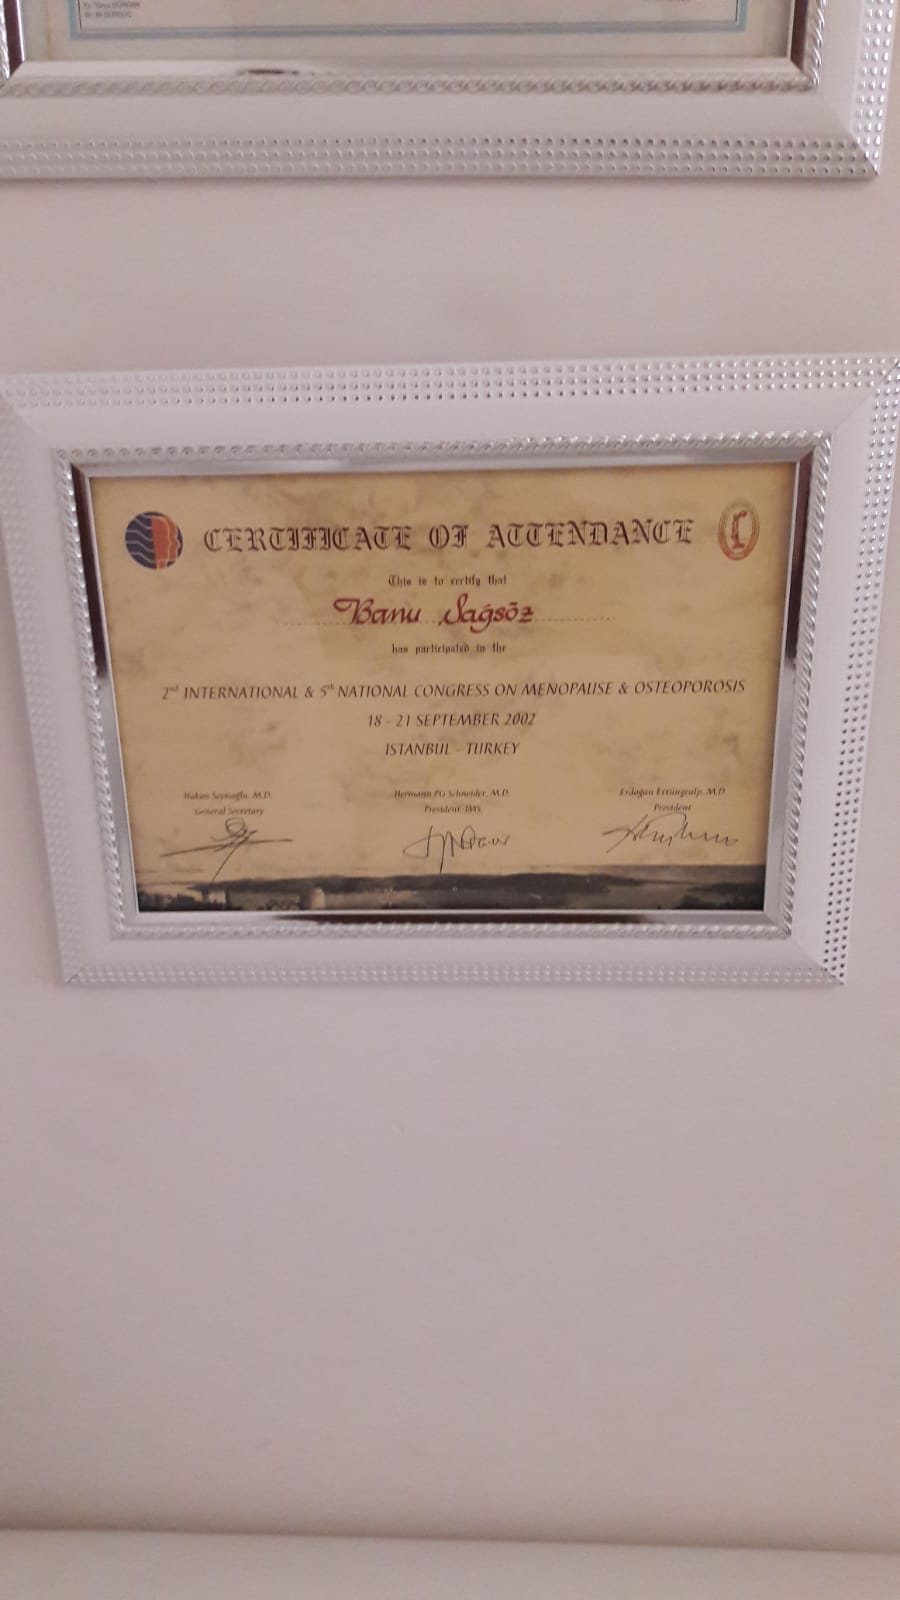 CERTIFICATE OF ATTENDANCE
This is to certify that
Banu Sağsöz
has participated in the
2nd INTERNATIONAL & 5th NATIONAL CONGRESS ON MENOPAUSE & OSTEOPOROSIS
18 - 21 SEPTEMBER 2002
ISTANBUL - TURKEY
Hakan Seyisoğlu, M.D.
General Secretary
Hermann PG Schneider, M.D.
President IMS
Erdogan Ertüngealp, M.D.
President